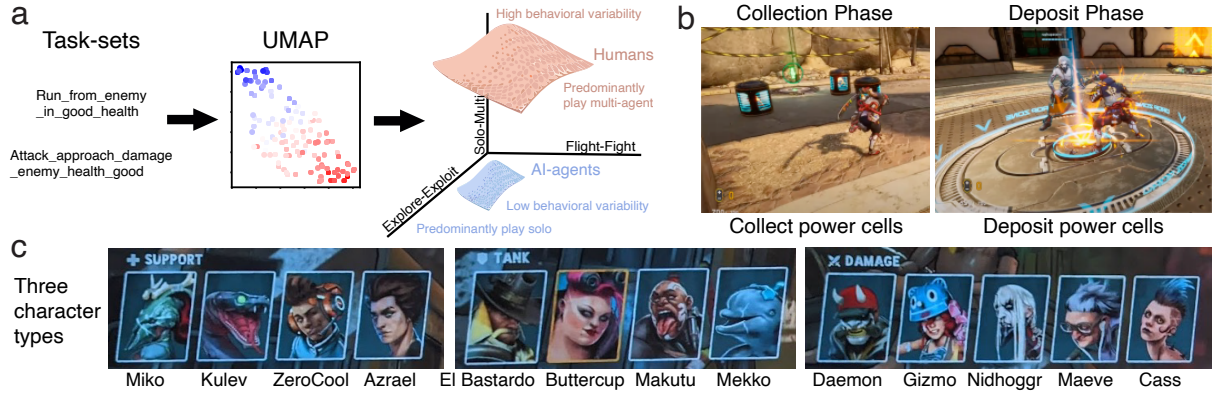 a
Task-sets
UMAP
Run_from_enemy
_in_good_health
Attack_approach_damage
_enemy_health_good
High behavioral variability
Humans
Predominantly
play multi-agent
Solo-Multi
Flight-Fight
Explore-Exploit
AI-agents
Low behavioral variability
Predominantly play solo
b
Collection Phase
Deposit Phase
Collect power cells
Deposit power cells
c
Three
character
types
SUPPORT
Miko Kulev ZeroCool Azrael
TANK
El Bastardo Buttercup Makutu Mekko
DAMAGE
Daemon Gizmo Nidhoggr Maeve Cass